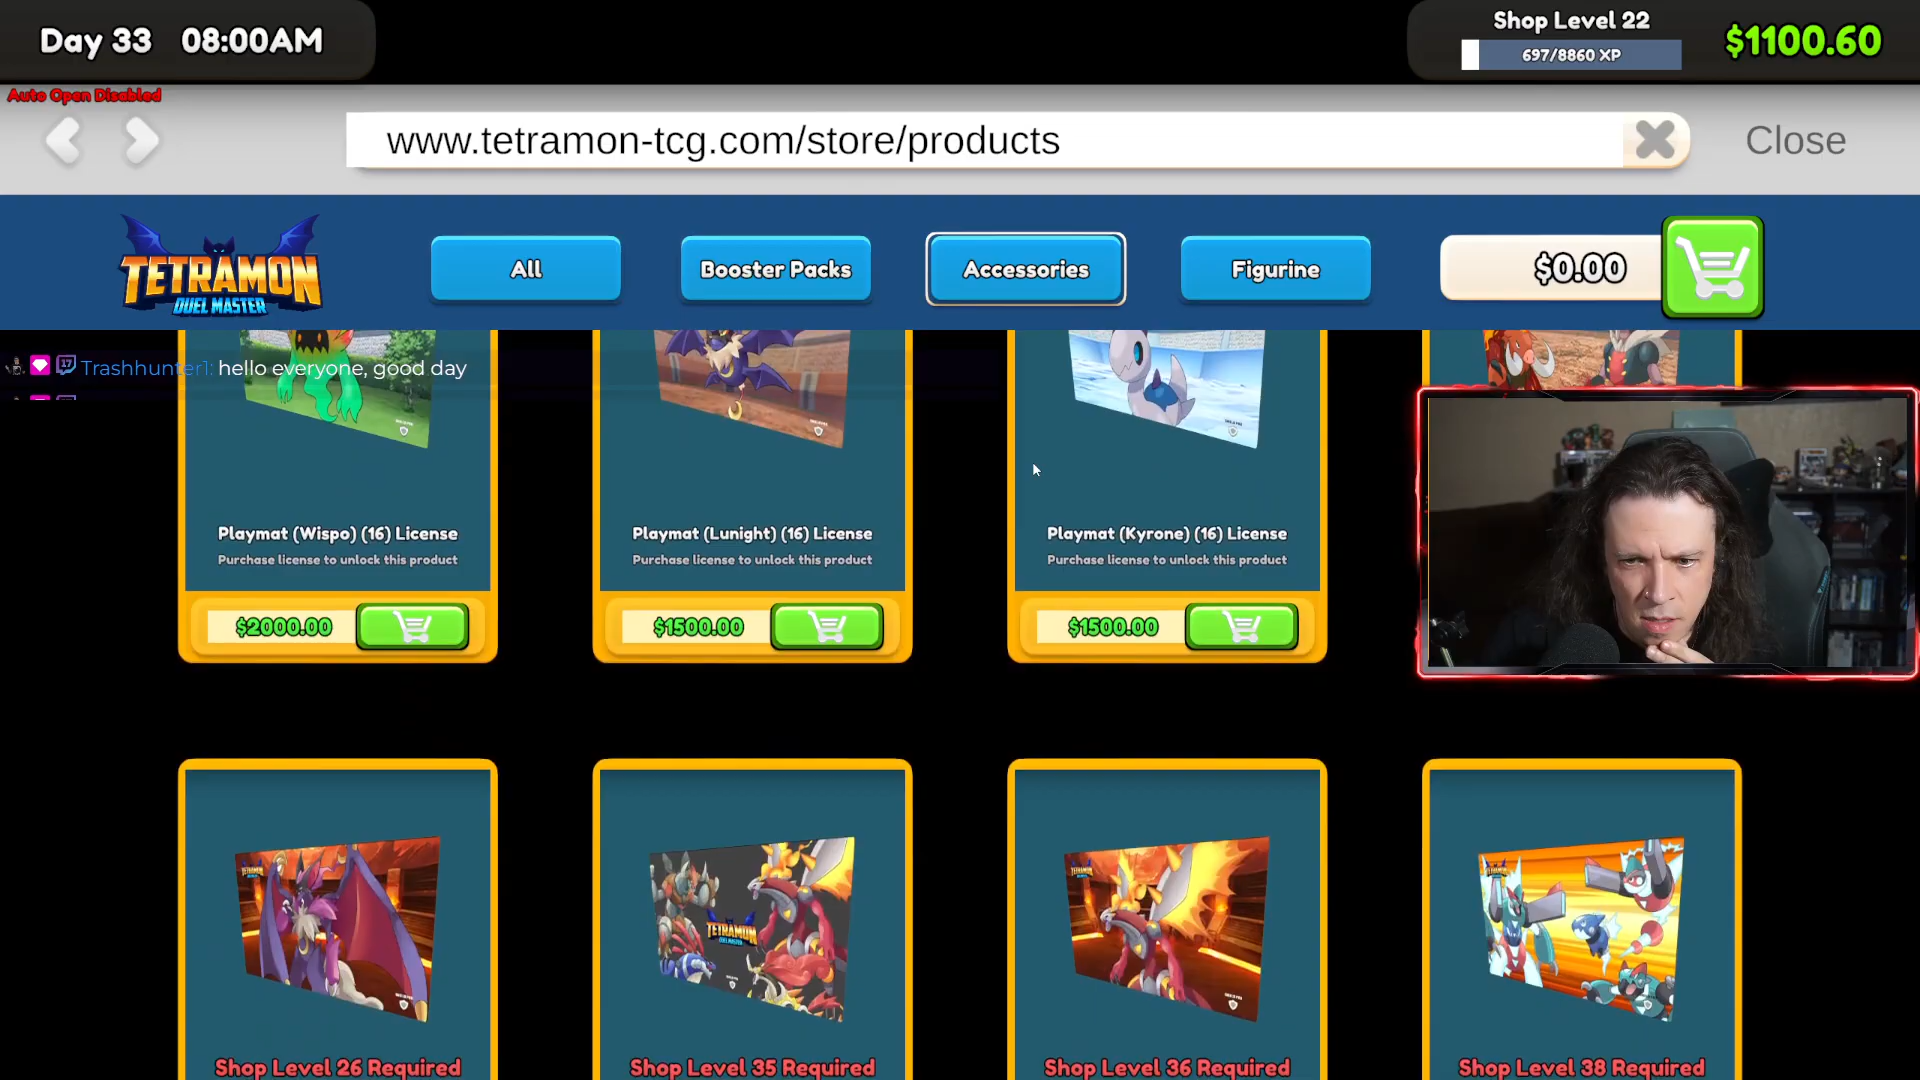 Day 33 08:00AM
Shop Level 22
697/8860 XP
$1100.60
Auto Open Disabled
www.tetramon-tcg.com/store/products
Close
TETRAMON
DUEL MASTER
All
Booster Packs
Accessories
Figurine
$0.00
17 Trashhunter1: hello everyone, good day
Playmat (Wispo) (16) License
Purchase license to unlock this product
$2000.00
Playmat (Lunight) (16) License
Purchase license to unlock this product
$1500.00
Playmat (Kyrone) (16) License
Purchase license to unlock this product
$1500.00
TETRAMON
Shop Level 26 Required
Shop Level 35 Required
Shop Level 36 Required
Shop Level 38 Required